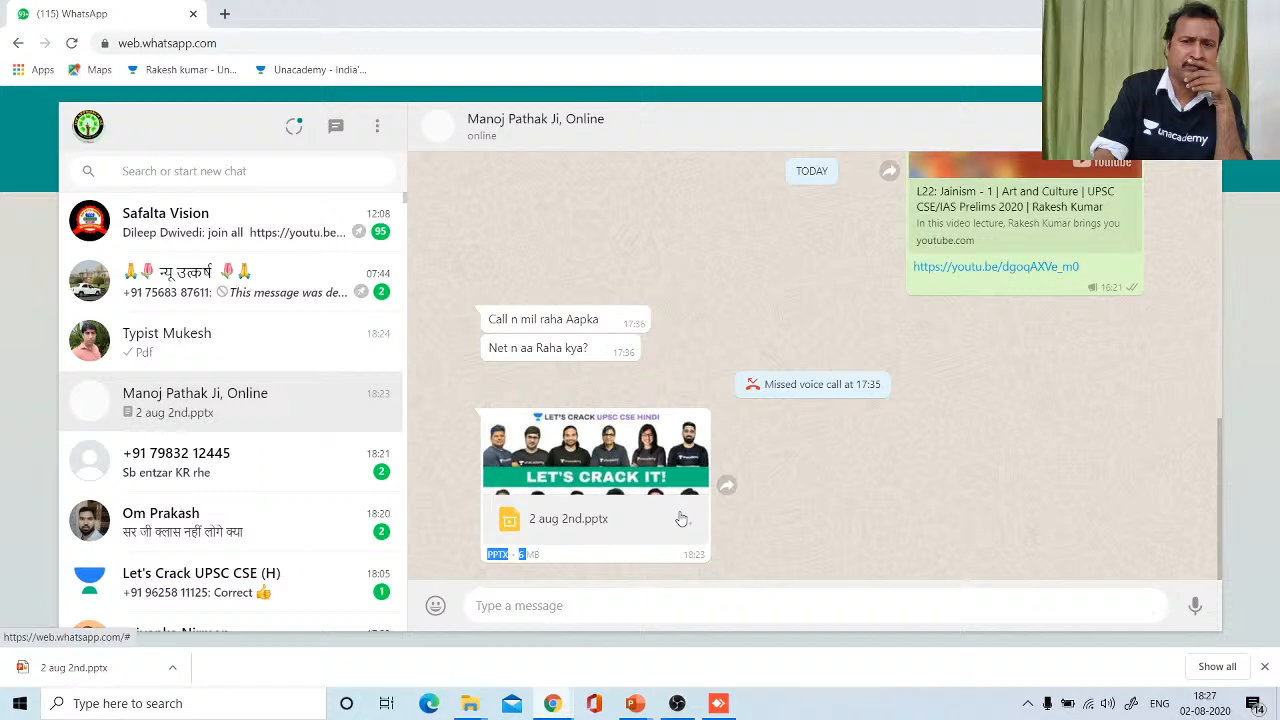 (115) WhatsApp
web.whatsapp.com
Apps
Maps
Rakesh kumar - Un...
Unacademy - India'...
unacademy
Search or start new chat
Safalta Vision
12:08
Dileep Dwivedi: join all https://youtu.be...
95
न्यू उत्कर्ष
07:44
+91 75683 87611: This message was de...
2
Typist Mukesh
18:24
Pdf
Manoj Pathak Ji, Online
18:23
2 aug 2nd.pptx
+91 79832 12445
18:21
Sb entzar KR rhe
2
Om Prakash
18:20
सर जी क्लास नहीं लोंगे क्या
2
Let's Crack UPSC CSE (H)
18:05
+91 96258 11125: Correct 👍
1
Manoj Pathak Ji, Online
online
TODAY
YouTube
L22: Jainism - 1 | Art and Culture | UPSC
CSE/IAS Prelims 2020 | Rakesh Kumar
In this video lecture, Rakesh Kumar brings you
youtube.com
https://youtu.be/dgoqAXVe_m0
16:21
Call n mil raha Aapka
17:36
Net n aa Raha kya?
17:36
Missed voice call at 17:35
LET'S CRACK UPSC CSE HINDI
LET'S CRACK IT!
2 aug 2nd.pptx
PPTX · 6 MB
18:23
Type a message
https://web.whatsapp.com/#
2 aug 2nd.pptx
Show all
Type here to search
ENG
18:27
02-08-2020
14